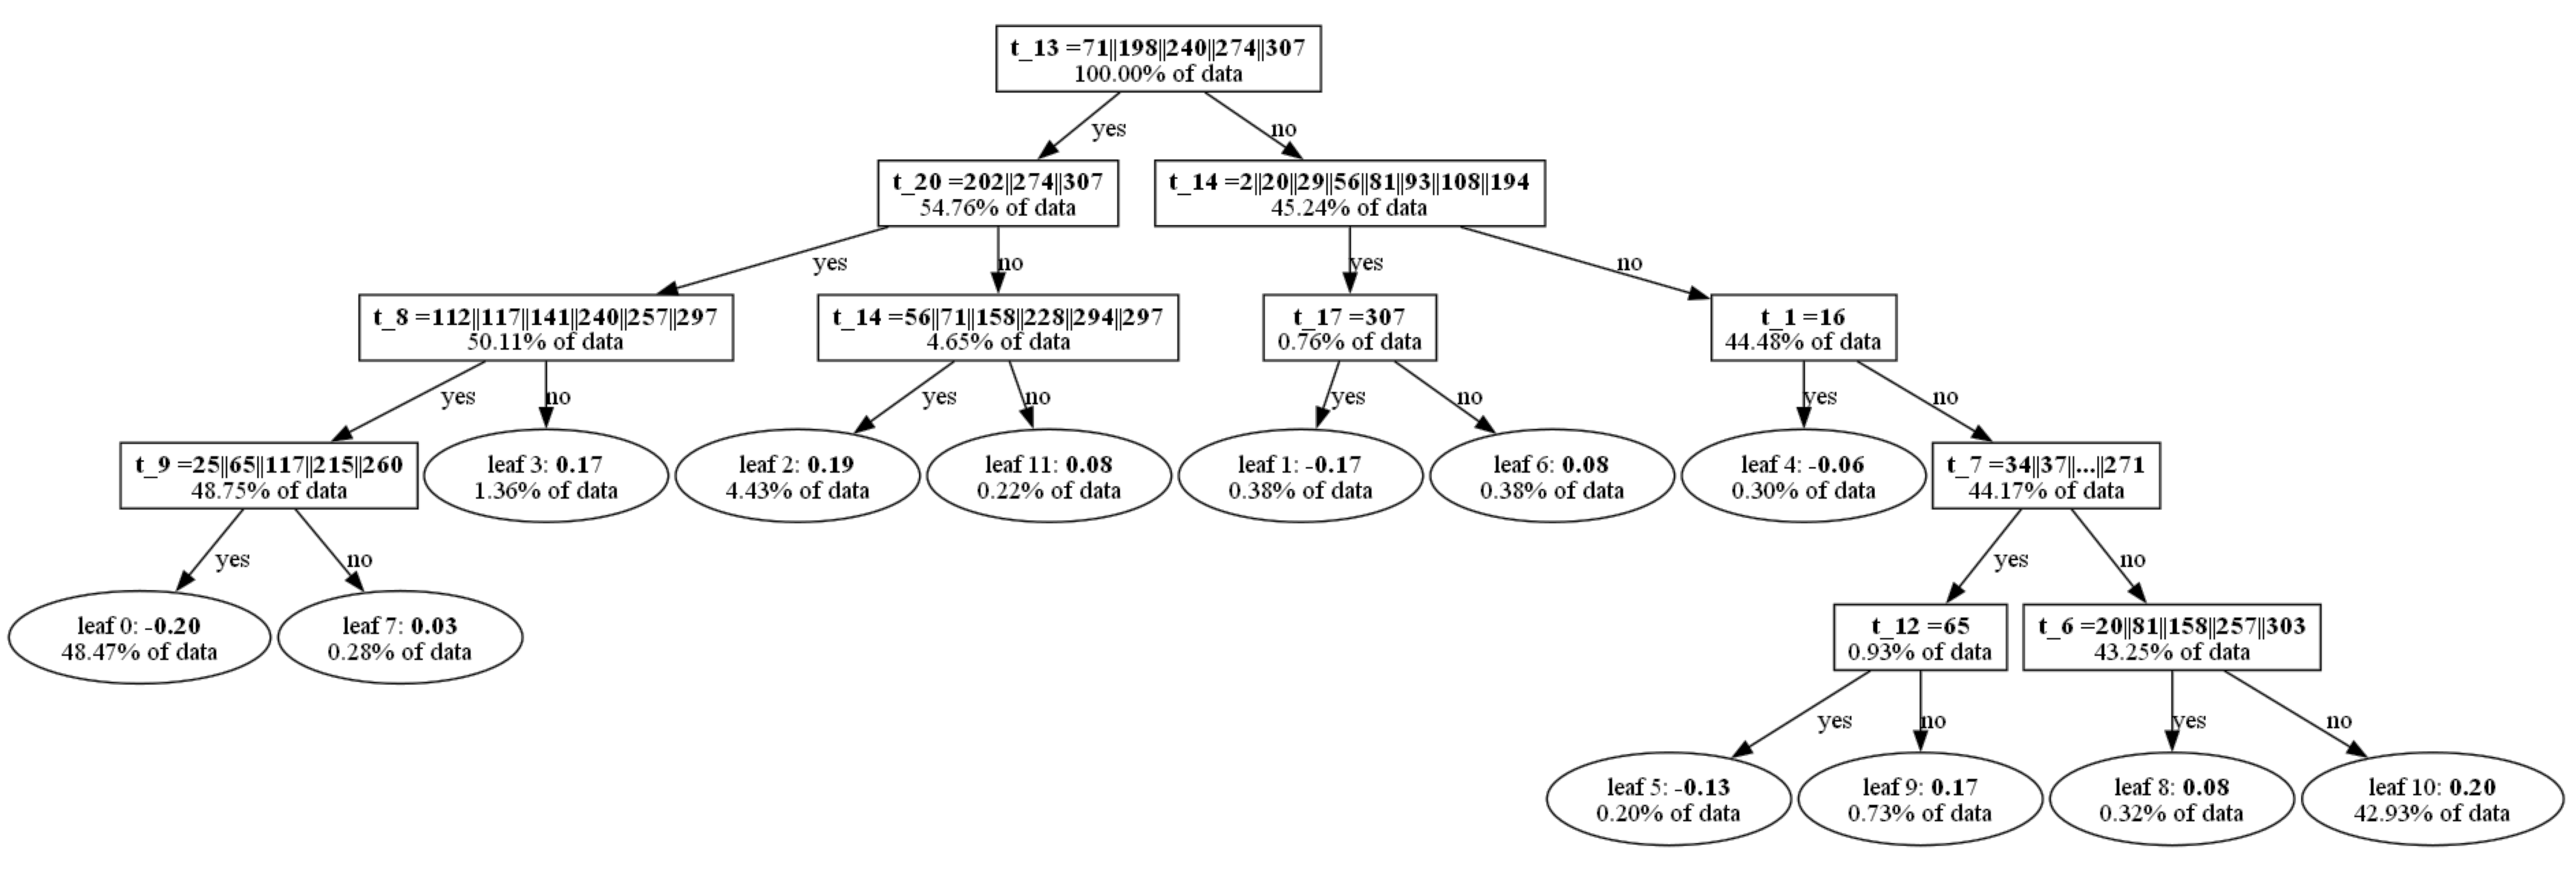 t_13 =71||198||240||274||307
100.00% of data
yes
no
t_20 =202||274||307
54.76% of data
t_14 =2||20||29||56||81||93||108||194
45.24% of data
yes
no
yes
no
t_8 =112||117||141||240||257||297
50.11% of data
t_14 =56||71||158||228||294||297
4.65% of data
t_17 =307
0.76% of data
t_1 =16
44.48% of data
yes
no
yes
no
yes
no
yes
no
t_9 =25||65||117||215||260
48.75% of data
leaf 3: 0.17
1.36% of data
leaf 2: 0.19
4.43% of data
leaf 11: 0.08
0.22% of data
leaf 1: -0.17
0.38% of data
leaf 6: 0.08
0.38% of data
leaf 4: -0.06
0.30% of data
t_7 =34||37||...||271
44.17% of data
yes
no
yes
no
leaf 0: -0.20
48.47% of data
leaf 7: 0.03
0.28% of data
t_12 =65
0.93% of data
t_6 =20||81||158||257||303
43.25% of data
yes
no
yes
no
leaf 5: -0.13
0.20% of data
leaf 9: 0.17
0.73% of data
leaf 8: 0.08
0.32% of data
leaf 10: 0.20
42.93% of data